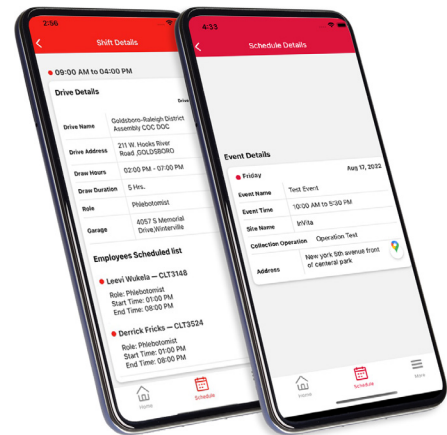 2:56
Shift Details
09:00 AM to 04:00 PM
Drive Details
Drive
Drive Name Goldsboro-Raleigh District
Assembly COC DOC
Drive Address 211 W. Hooks River
Road ,GOLDSBORO
Draw Hours 02:00 PM - 07:00 PM
Draw Duration 5 Hrs.
Role Phlebotomist
Garage 4057 S Memorial
Drive,Winterville
Employees Scheduled list
Leevi Wukela — CLT3148
Role: Phlebotomist
Start Time: 01:00 PM
End Time: 08:00 PM
Derrick Fricks — CLT3524
Role: Phlebotomist
Start Time: 01:00 PM
End Time: 08:00 PM
Home
Schedule
4:33
Schedule Details
Event Details
Friday Aug 17, 2022
Event Name Test Event
Event Time 10:00 AM to 5:30 PM
Site Name InVita
Collection Operation Operation Test
Address New york 5th avenue front
of centeral park
Home
Schedule
More